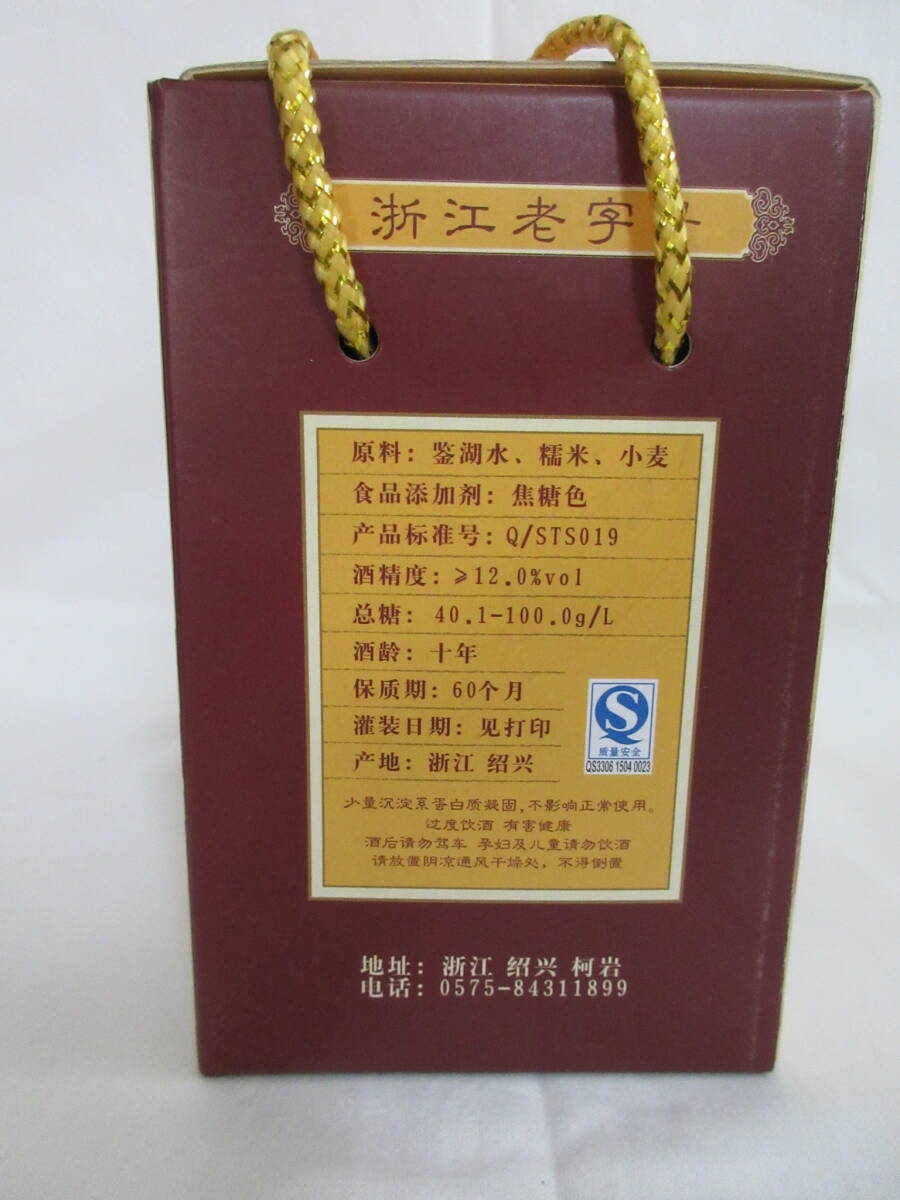 浙江老字
原料：鉴湖水、糯米、小麦
食品添加剂：焦糖色
产品标准号：Q/STS019
酒精度：≥12.0%vol
总糖：40.1-100.0g/L
酒龄：十年
保质期：60个月
灌装日期：见打印
产地：浙江 绍兴
S
质量安全
QS3306 1504 0023
少量沉淀系蛋白质凝固，不影响正常使用。
过度饮酒 有害健康
酒后请勿驾车 孕妇及儿童请勿饮酒
请放置阴凉通风干燥处，不得倒置
地址：浙江 绍兴 柯岩
电话：0575-84311899